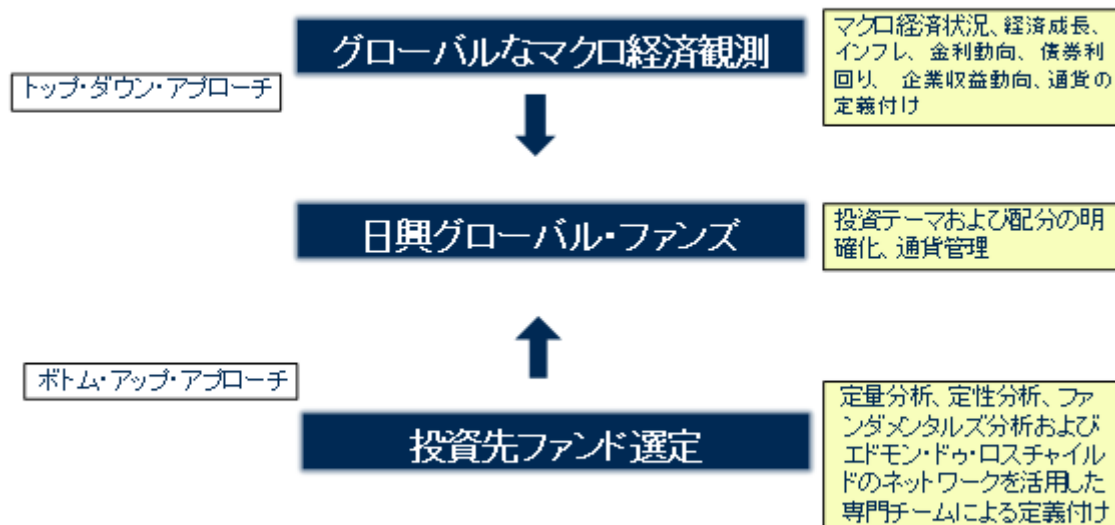 グローバルなマクロ経済観測
マクロ経済状況、経済成長、
インフレ、金利動向、債券利
回り、企業収益動向、通貨の
定義付け
トップ・ダウン・アプローチ
日興グローバル・ファンズ
投資テーマおよび配分の明
確化、通貨管理
ボトム・アップ・アプローチ
投資先ファンド選定
定量分析、定性分析、ファ
ンダメンタルズ分析および
エドモン・ドゥ・ロスチャイル
ドのネットワークを活用した
専門チームによる定義付け